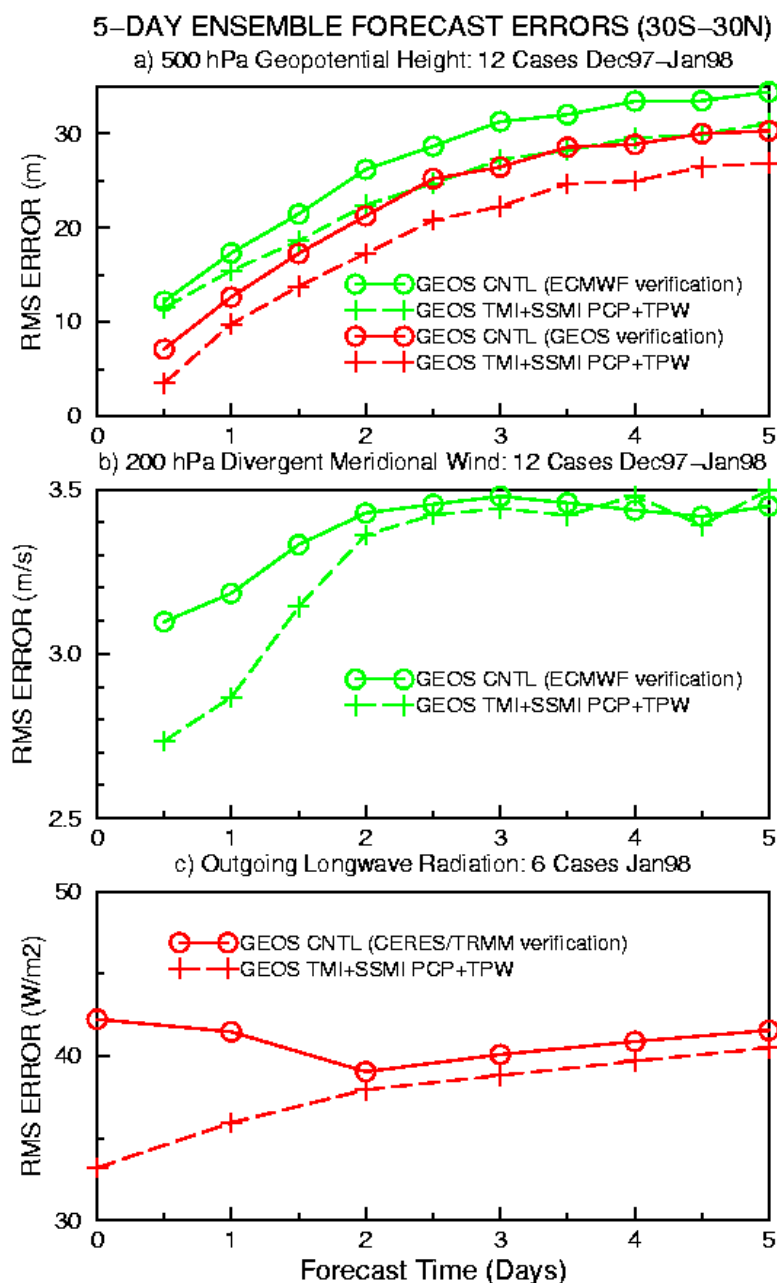 5-DAY ENSEMBLE FORECAST ERRORS (30S-30N)
a) 500 hPa Geopotential Height: 12 Cases Dec97-Jan98
30
20
10
0
RMS ERROR (m)
GEOS CNTL (ECMWF verification)
GEOS TMI+SSMI PCP+TPW
GEOS CNTL (GEOS verification)
GEOS TMI+SSMI PCP+TPW
0 1 2 3 4 5
b) 200 hPa Divergent Meridional Wind: 12 Cases Dec97-Jan98
3.5
3.0
2.5
RMS ERROR (m/s)
GEOS CNTL (ECMWF verification)
GEOS TMI+SSMI PCP+TPW
0 1 2 3 4 5
c) Outgoing Longwave Radiation: 6 Cases Jan98
50
40
30
RMS ERROR (W/m2)
GEOS CNTL (CERES/TRMM verification)
GEOS TMI+SSMI PCP+TPW
0 1 2 3 4 5
Forecast Time (Days)